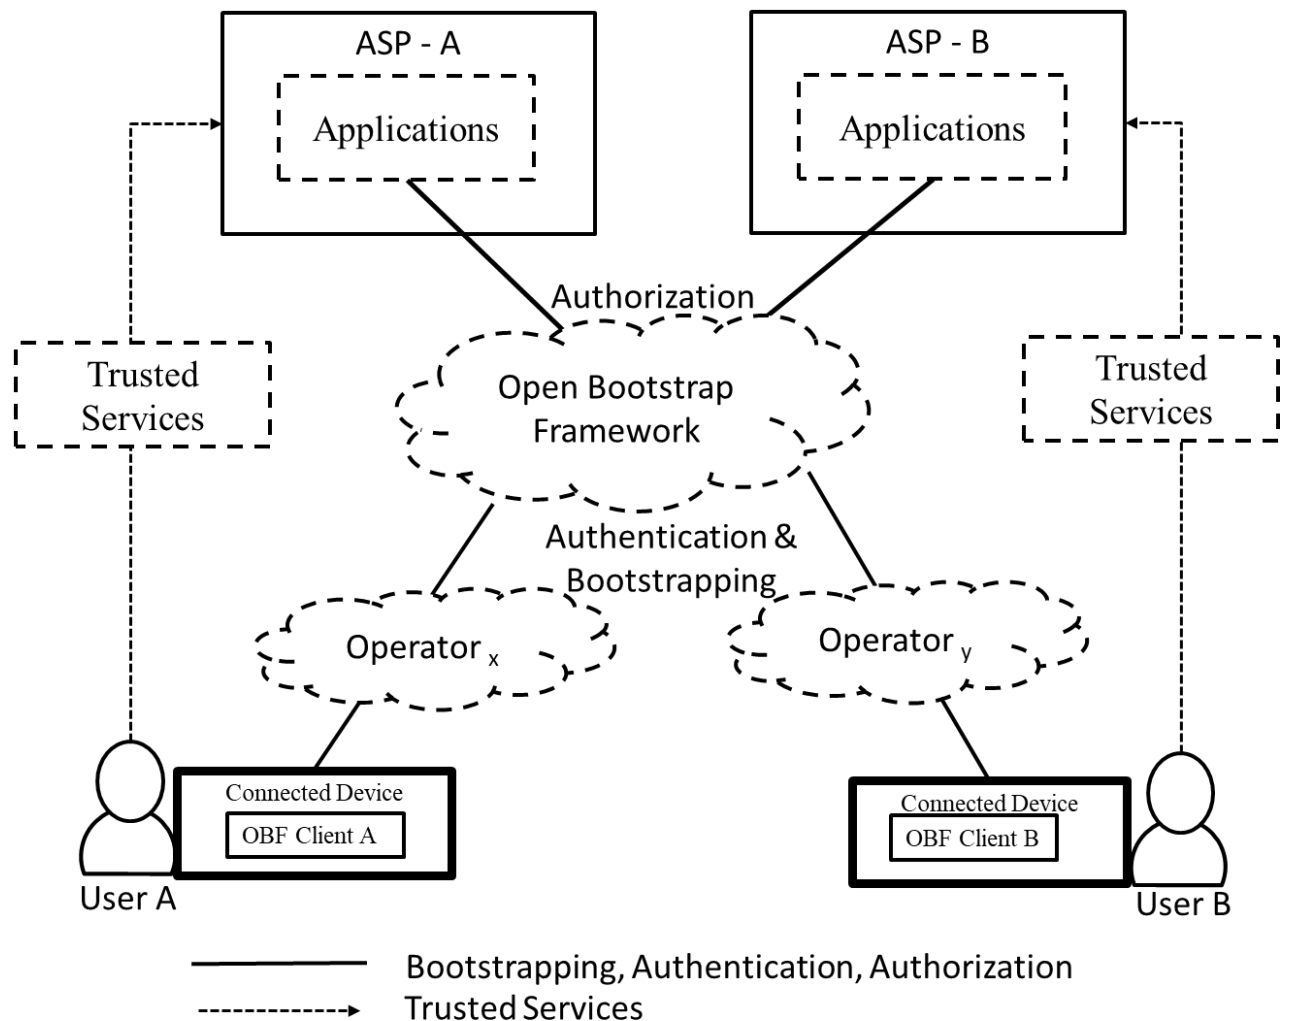 ASP - A
ASP - B
Applications
Applications
Authorization
Trusted
Services
Open Bootstrap
Framework
Trusted
Services
Authentication &
Bootstrapping
Operator x
Operator y
Connected Device
OBF Client A
Connected Device
OBF Client B
User A
User B
Bootstrapping, Authentication, Authorization
Trusted Services